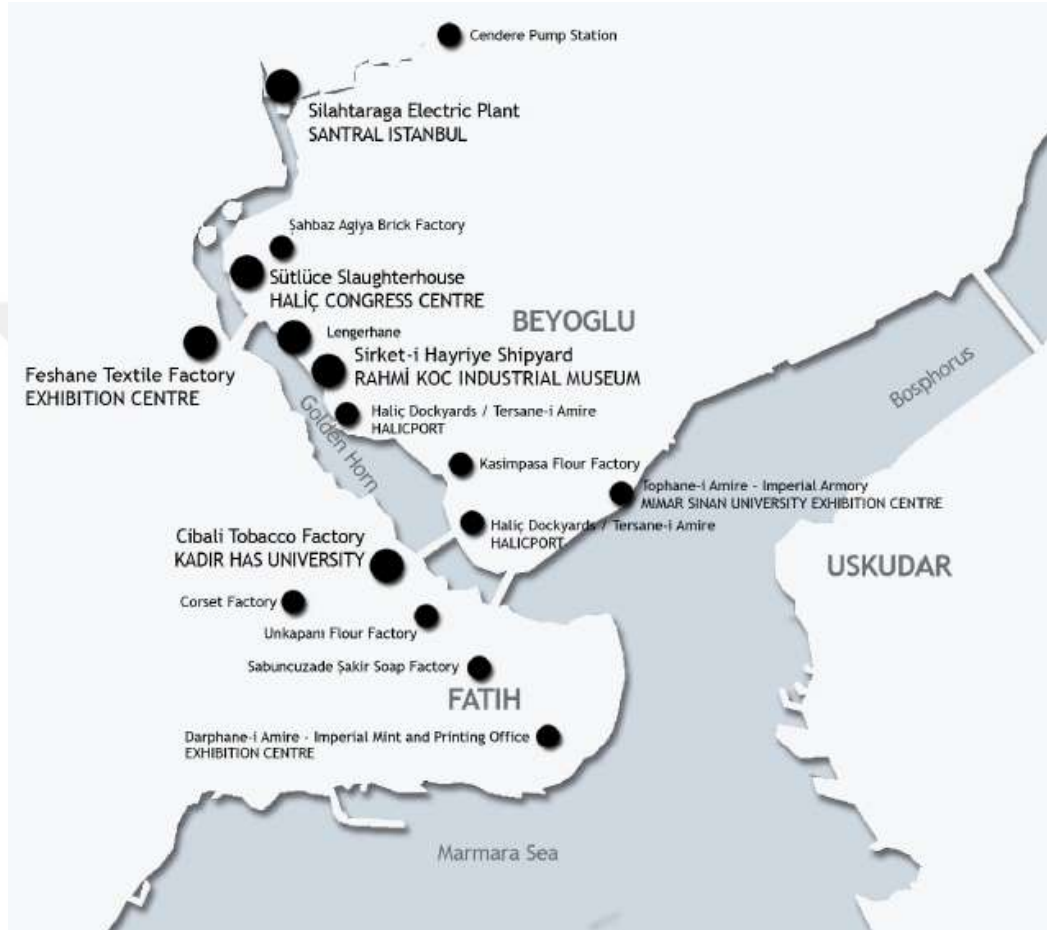 Cendere Pump Station
Silahtaraga Electric Plant
SANTRAL ISTANBUL
Şahbaz Agiya Brick Factory
Sütlüce Slaughterhouse
HALİÇ CONGRESS CENTRE
BEYOGLU
Lengerhane
Sirket-i Hayriye Shipyard
RAHMİ KOC INDUSTRIAL MUSEUM
Feshane Textile Factory
EXHIBITION CENTRE
Bosphorus
Golden Horn
Haliç Dockyards / Tersane-i Amire
HALICPORT
Kasimpasa Flour Factory
Tophane-i Amire - Imperial Armory
MIMAR SINAN UNIVERSITY EXHIBITION CENTRE
Haliç Dockyards / Tersane-i Amire
HALICPORT
Cibali Tobacco Factory
KADIR HAS UNIVERSITY
USKUDAR
Corset Factory
Unkapanı Flour Factory
Sabuncuzade Şakir Soap Factory
FATIH
Darphane-i Amire - Imperial Mint and Printing Office
EXHIBITION CENTRE
Marmara Sea